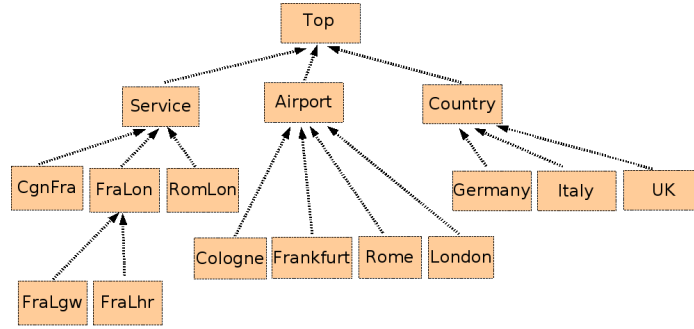 Top
Service
Airport
Country
CgnFra
FraLon
RomLon
Germany
Italy
UK
Cologne
Frankfurt
Rome
London
FraLgw
FraLhr